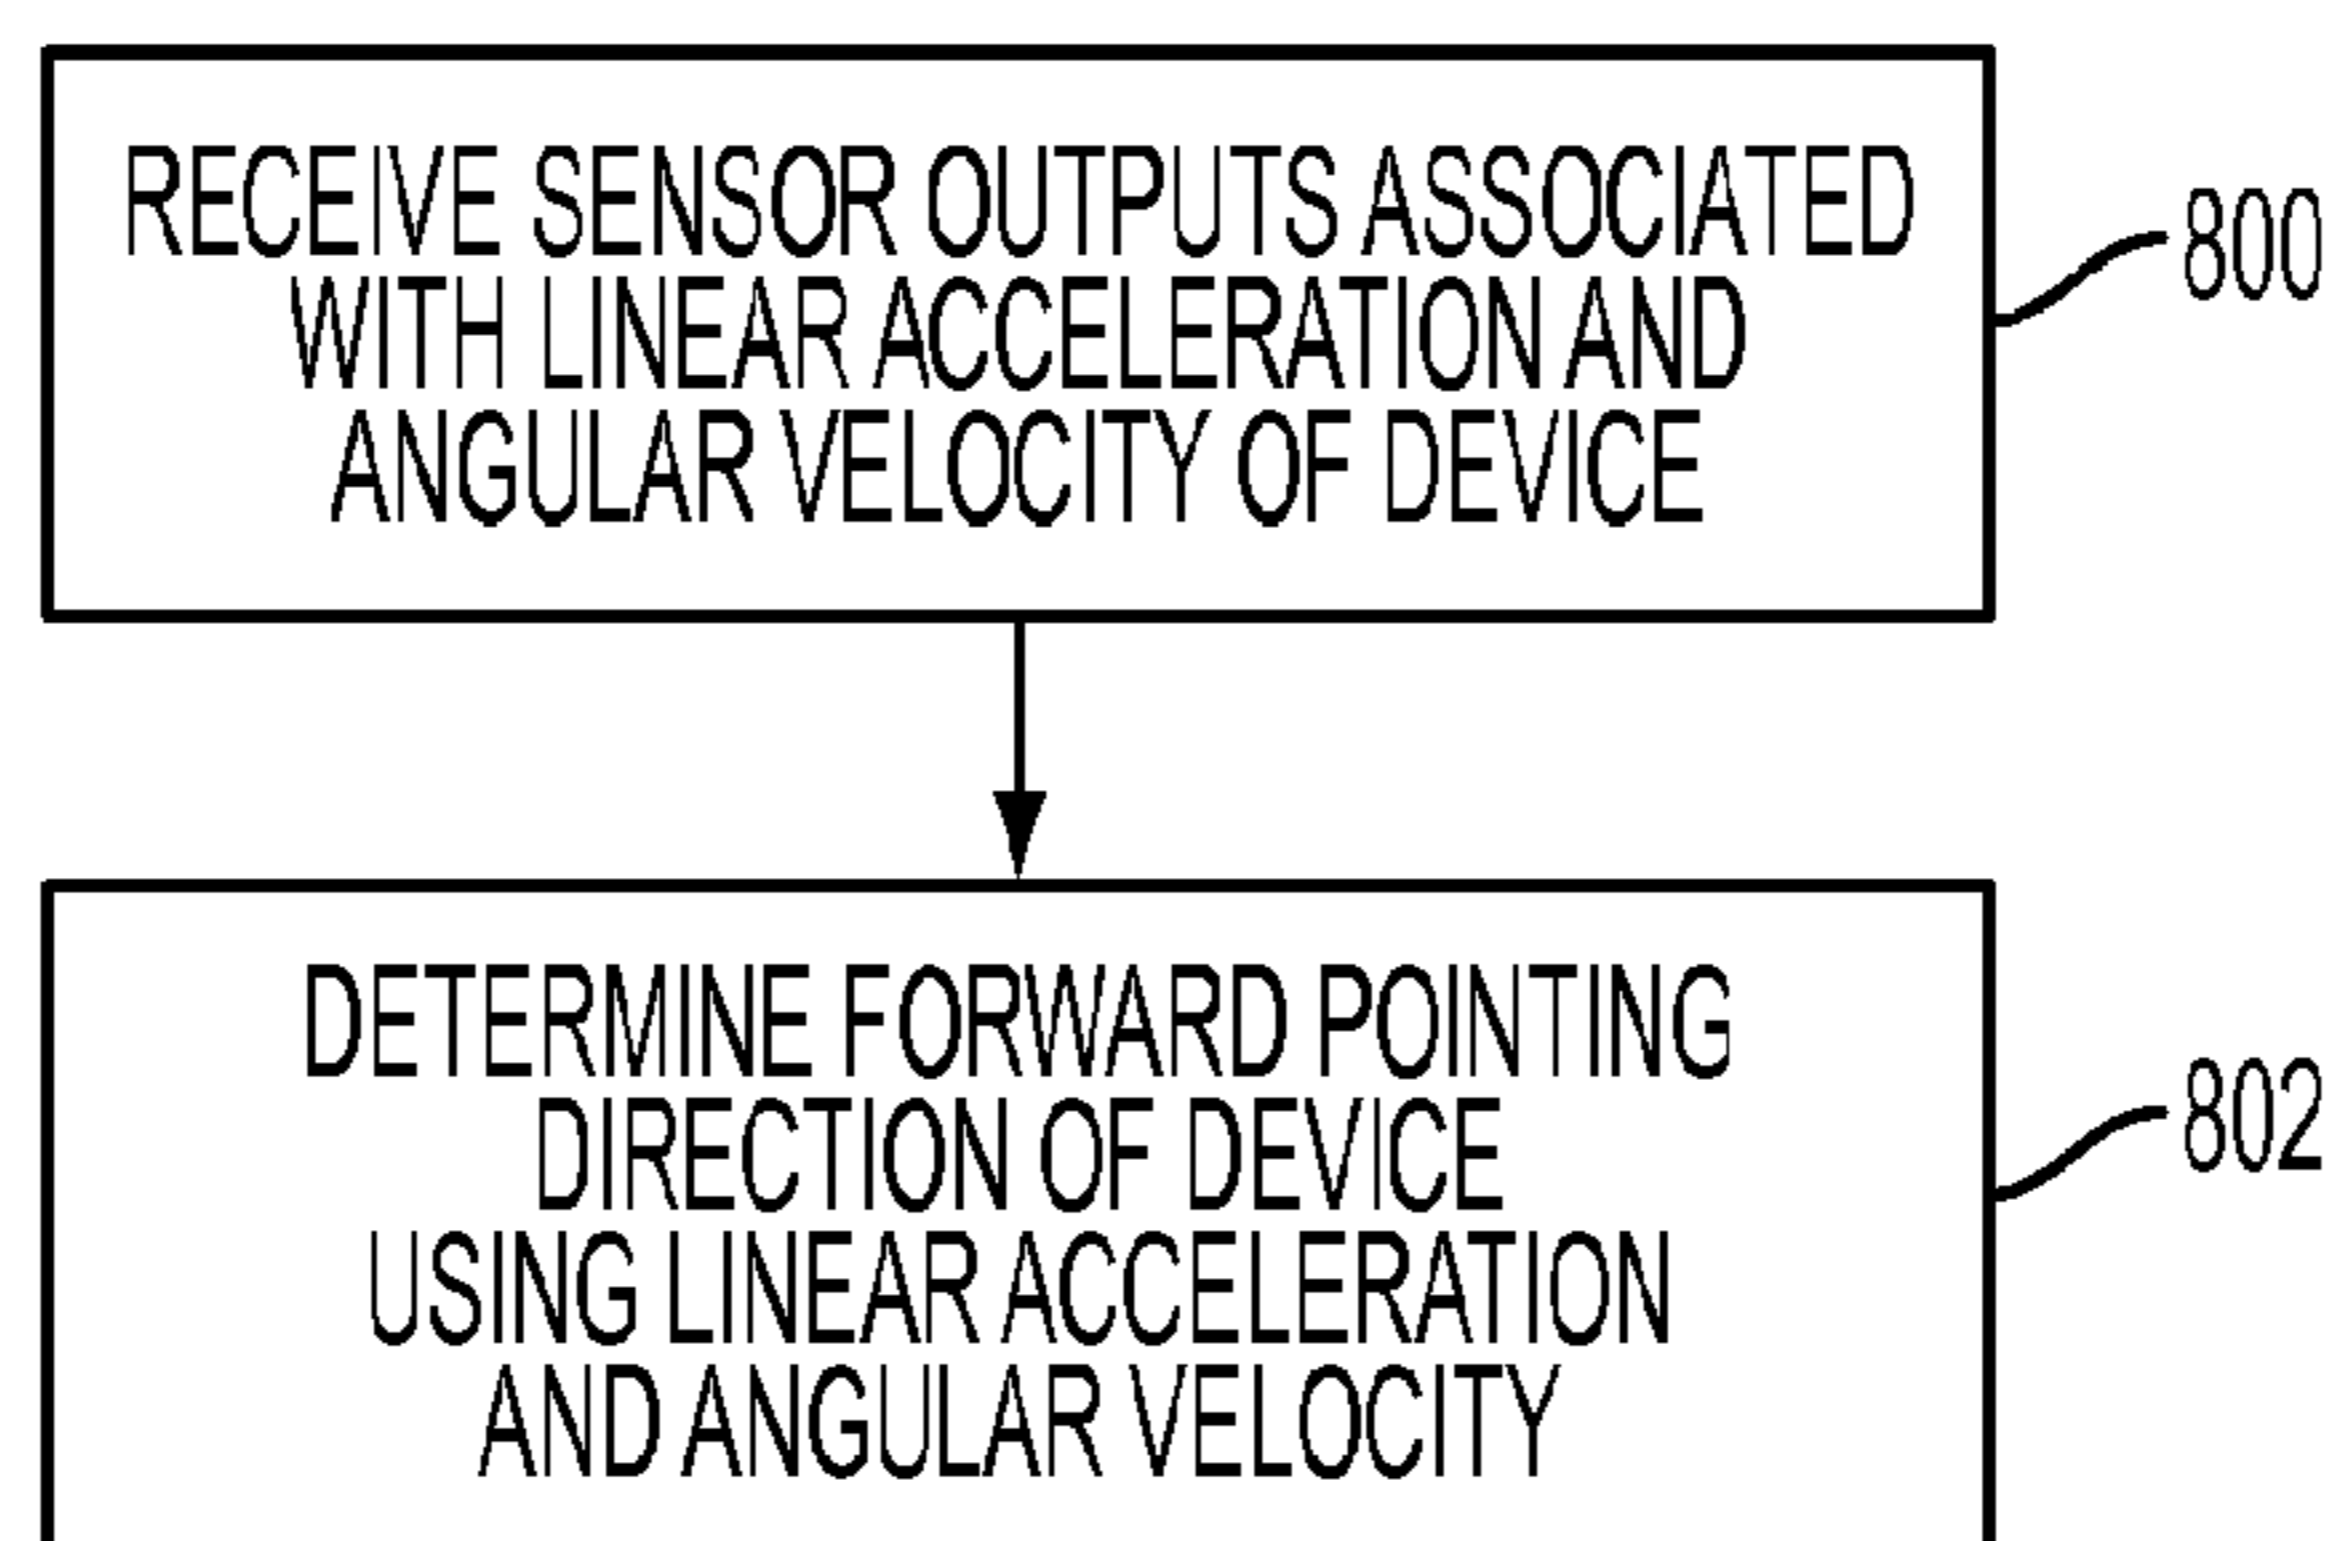 RECEIVE SENSOR OUTPUTS ASSOCIATED
WITH LINEAR ACCELERATION AND
ANGULAR VELOCITY OF DEVICE
800
DETERMINE FORWARD POINTING
DIRECTION OF DEVICE
USING LINEAR ACCELERATION
AND ANGULAR VELOCITY
802